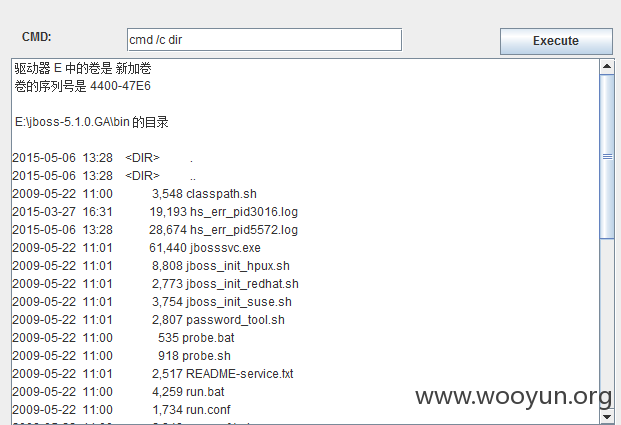 CMD:
cmd /c dir
Execute
驱动器 E 中的卷是 新加卷
卷的序列号是 4400-47E6
E:\jboss-5.1.0.GA\bin 的目录
2015-05-06 13:28 <DIR> .
2015-05-06 13:28 <DIR> ..
2009-05-22 11:00 3,548 classpath.sh
2015-03-27 16:31 19,193 hs_err_pid3016.log
2015-05-06 13:28 28,674 hs_err_pid5572.log
2009-05-22 11:01 61,440 jbosssvc.exe
2009-05-22 11:01 8,808 jboss_init_hpux.sh
2009-05-22 11:01 2,773 jboss_init_redhat.sh
2009-05-22 11:01 3,754 jboss_init_suse.sh
2009-05-22 11:01 2,807 password_tool.sh
2009-05-22 11:00 535 probe.bat
2009-05-22 11:00 918 probe.sh
2009-05-22 11:01 2,517 README-service.txt
2009-05-22 11:00 4,259 run.bat
2009-05-22 11:00 1,734 run.conf
www.wooyun.org